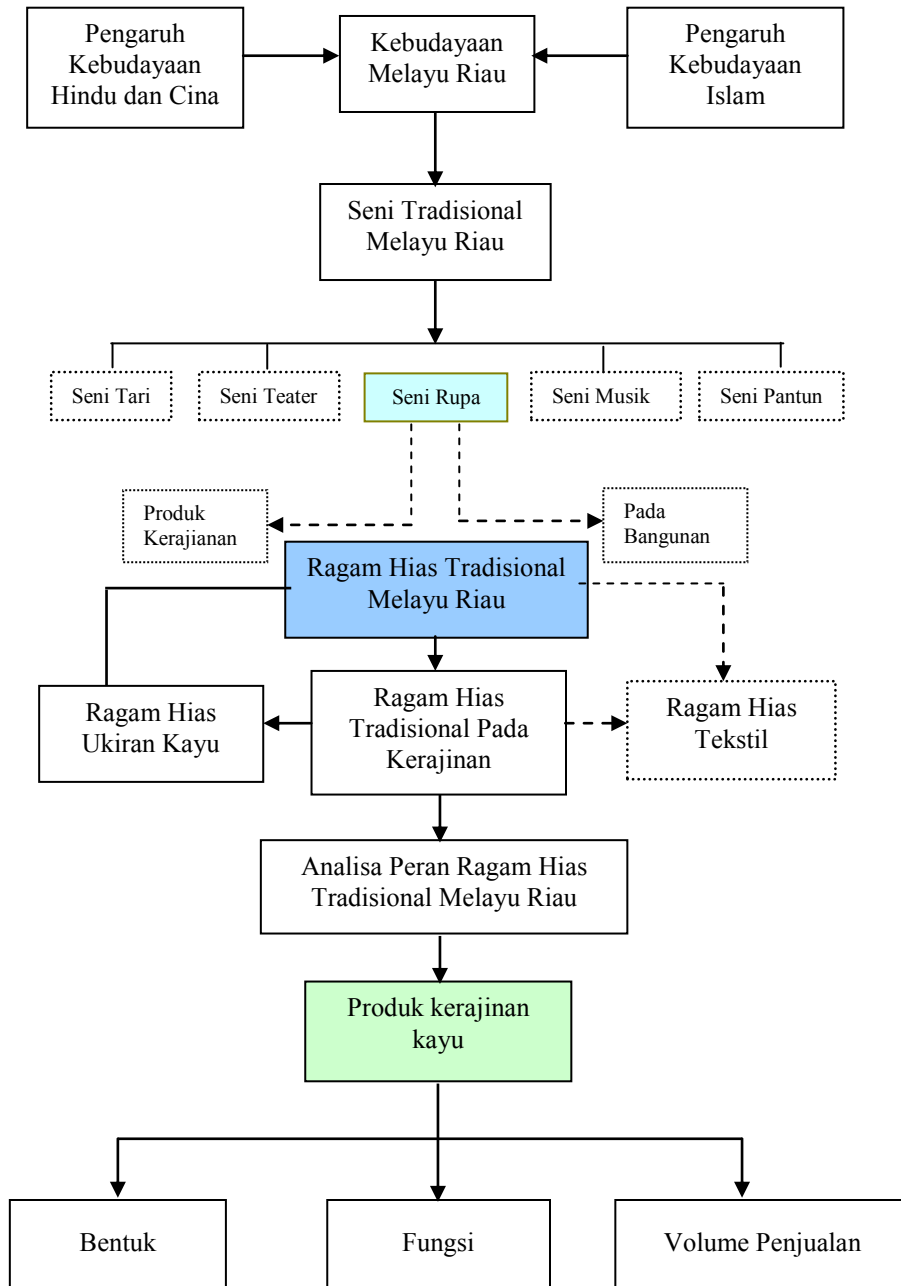 Pengaruh
Kebudayaan
Hindu dan Cina
Kebudayaan
Melayu Riau
Pengaruh
Kebudayaan
Islam
Seni Tradisional
Melayu Riau
Seni Tari
Seni Teater
Seni Rupa
Seni Musik
Seni Pantun
Produk
Kerajianan
Pada
Bangunan
Ragam Hias Tradisional
Melayu Riau
Ragam Hias
Ukiran Kayu
Ragam Hias
Tradisional Pada
Kerajinan
Ragam Hias
Tekstil
Analisa Peran Ragam Hias
Tradisional Melayu Riau
Produk kerajinan
kayu
Bentuk
Fungsi
Volume Penjualan